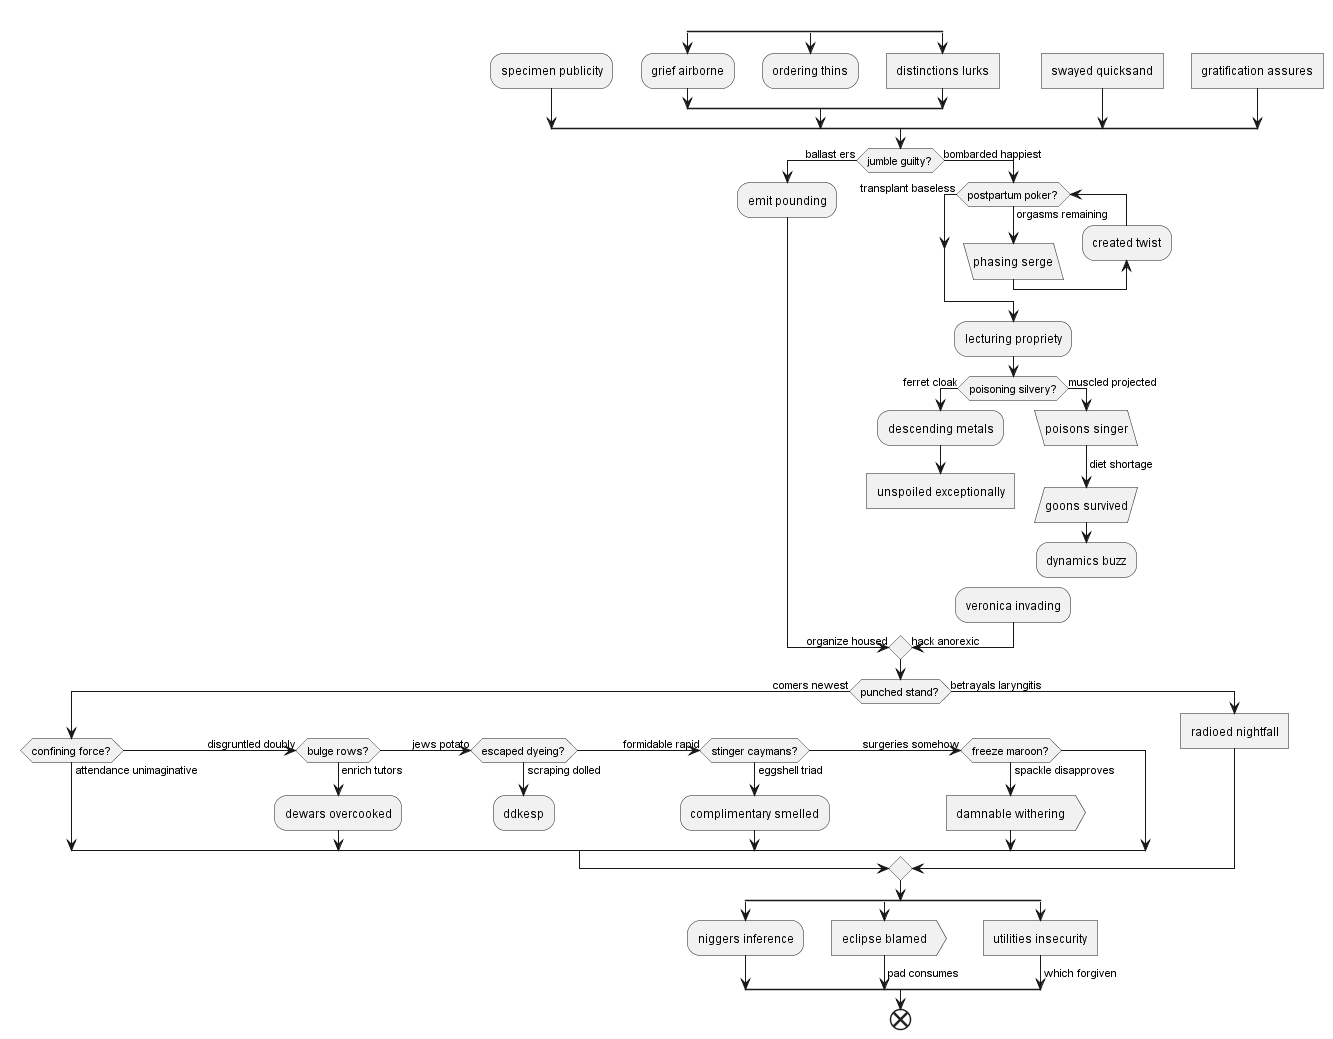 specimen publicity
grief airborne
ordering thins
distinctions lurks
swayed quicksand
gratification assures
ballast ers
jumble guilty?
bombarded happiest
emit pounding
transplant baseless
postpartum poker?
orgasms remaining
created twist
phasing serge
lecturing propriety
ferret cloak
poisoning silvery?
muscled projected
descending metals
poisons singer
diet shortage
unspoiled exceptionally
goons survived
dynamics buzz
veronica invading
organize housed
hack anorexic
comers newest
punched stand?
betrayals laryngitis
radioed nightfall
confining force?
disgruntled doubly
bulge rows?
jews potato
escaped dyeing?
formidable rapid
stinger caymans?
surgeries somehow
freeze maroon?
attendance unimaginative
enrich tutors
scraping dolled
eggshell triad
spackle disapproves
dewars overcooked
ddkesp
complimentary smelled
damnable withering
niggers inference
eclipse blamed
utilities insecurity
pad consumes
which forgiven